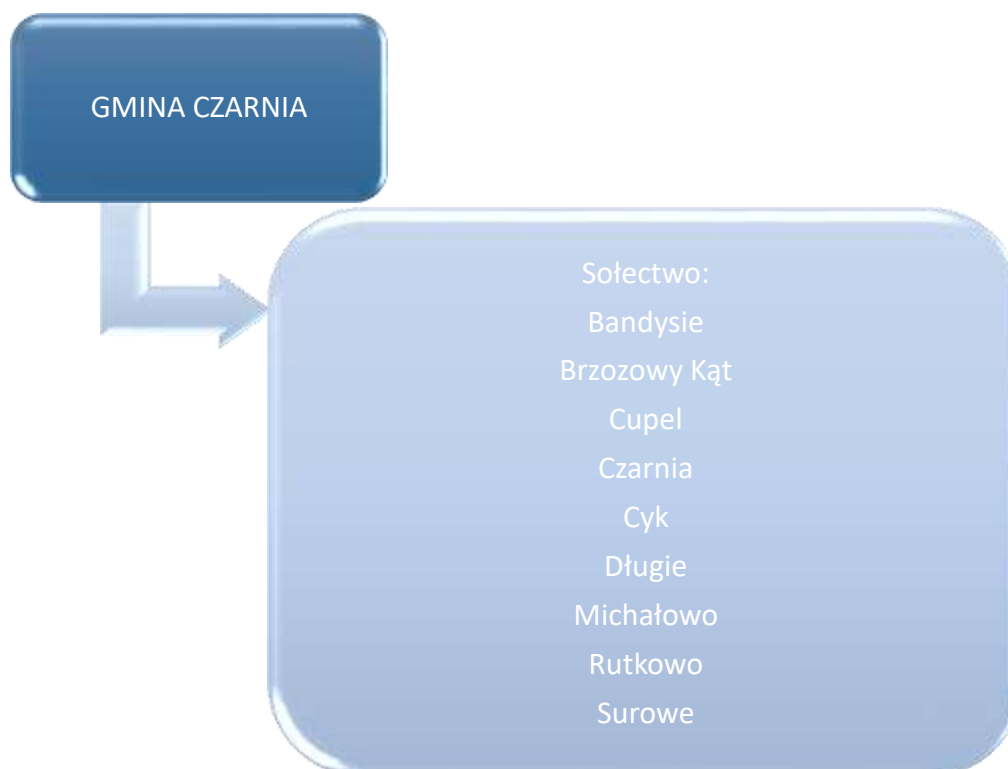 GMINA CZARNIA
Sołectwo:
Bandysie
Brzozowy Kąt
Cupel
Czarnia
Cyk
Długie
Michałowo
Rutkowo
Surowe